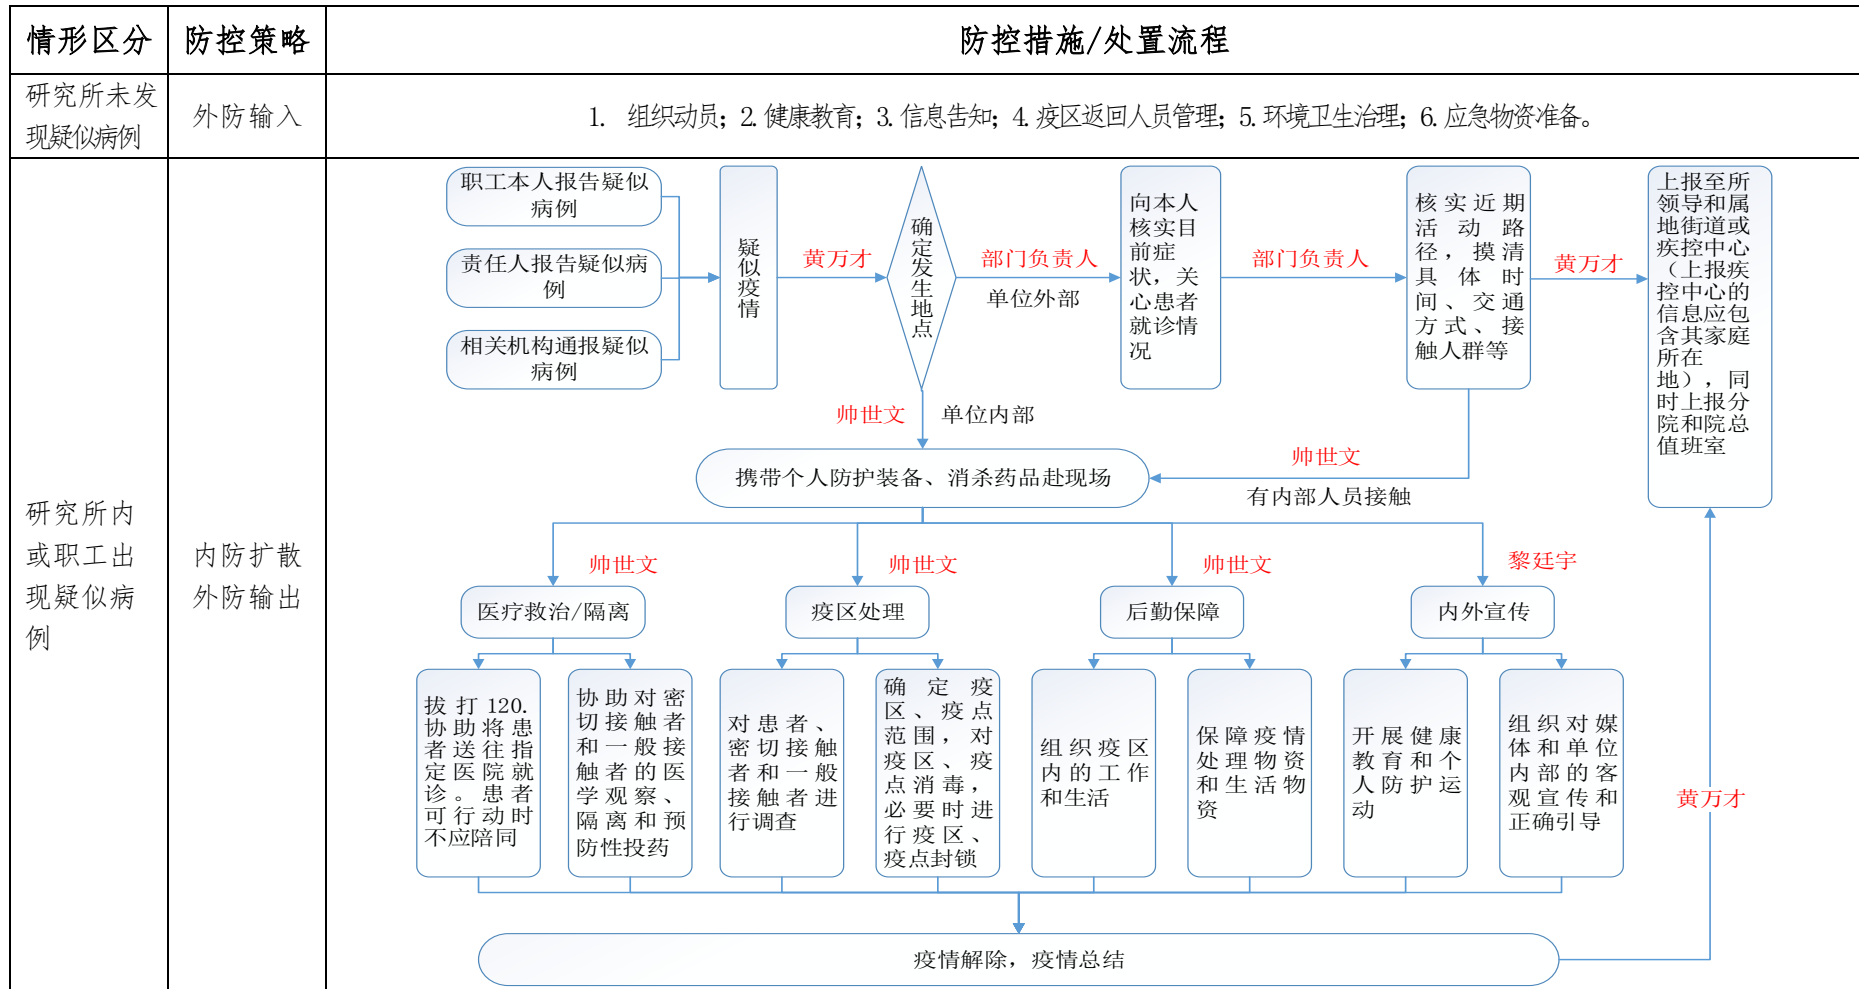 情形区分
防控策略
防控措施/处置流程
研究所未发
现疑似病例
外防输入
1. 组织动员；2.健康教育；3.信息告知；4.疫区返回人员管理；5.环境卫生治理；6.应急物资准备。
研究所内
或职工出
现疑似病
例
内防扩散
外防输出
职工本人报告疑似
病例
责任人报告疑似病
例
相关机构通报疑似
病例
疑似疫情
黄万才
确定发生地点
部门负责人
单位外部
向本人
核实目
前症
状，关
心患者
就诊情
况
部门负责人
核实近期
活动路
径，摸清
具体时
间、交通
方式、接
触人群等
黄万才
上报至所
领导和属
地街道或
疾控中心
（上报疾
控中心的
信息应包
含其家庭
所在
地），同
时上报分
院和院总
值班室
帅世文
单位内部
携带个人防护装备、消杀药品赴现场
帅世文
有内部人员接触
帅世文
帅世文
帅世文
黎廷宇
医疗救治/隔离
疫区处理
后勤保障
内外宣传
拔打120.
协助将患
者送往指
定医院就
诊。患者
可行动时
不应陪同
协助对密
切接触者
和一般接
触者的医
学观察、
隔离和预
防性投药
对患者、
密切接触
者和一般
接触者进
行调查
确定疫
区、疫点
范围，对
疫区、疫
点消毒，
必要时进
行疫区、
疫点封锁
组织疫区
内的工作
和生活
保障疫情
处理物资
和生活物
资
开展健康
教育和个
人防护运
动
组织对媒
体和单位
内部的客
观宣传和
正确引导
黄万才
疫情解除，疫情总结